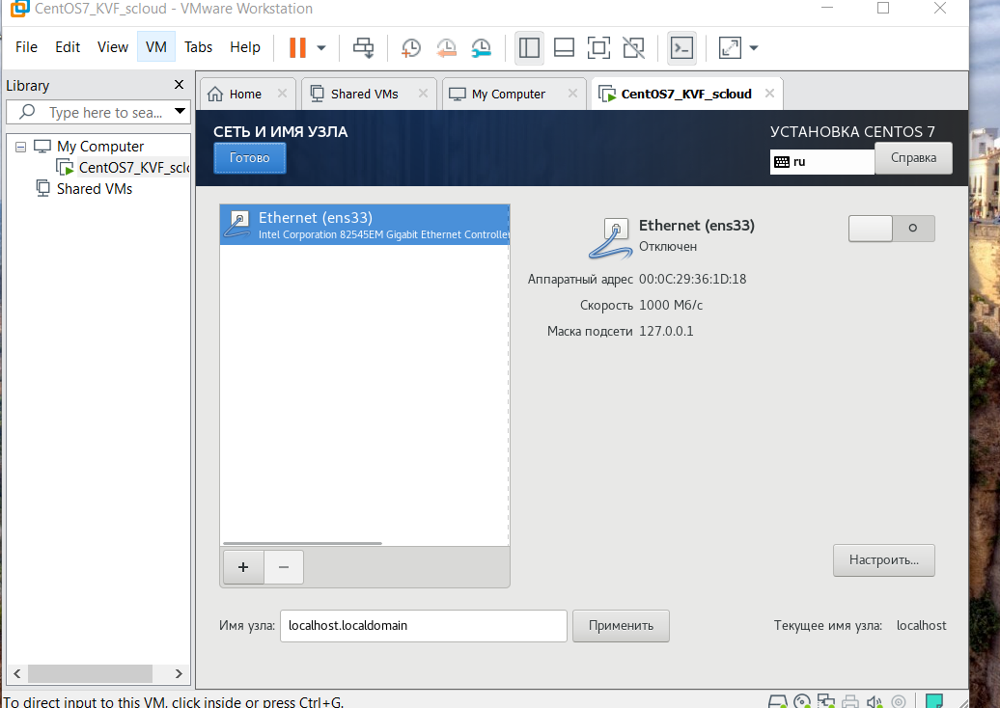 CentOS7_KVF_scloud - VMware Workstation
File Edit View VM Tabs Help
Library
Type here to sea...
My Computer
CentOS7_KVF_sclo
Shared VMs
Home
Shared VMs
My Computer
CentOS7_KVF_scloud
СЕТЬ И ИМЯ УЗЛА
Готово
УСТАНОВКА CENTOS 7
ru
Справка
Ethernet (ens33)
Intel Corporation 82545EM Gigabit Ethernet Controller
Ethernet (ens33)
Отключен
Аппаратный адрес 00:0C:29:36:1D:18
Скорость 1000 Мб/с
Маска подсети 127.0.0.1
+ −
Настроить...
Имя узла: localhost.localdomain
Применить
Текущее имя узла: localhost
To direct input to this VM, click inside or press Ctrl+G.